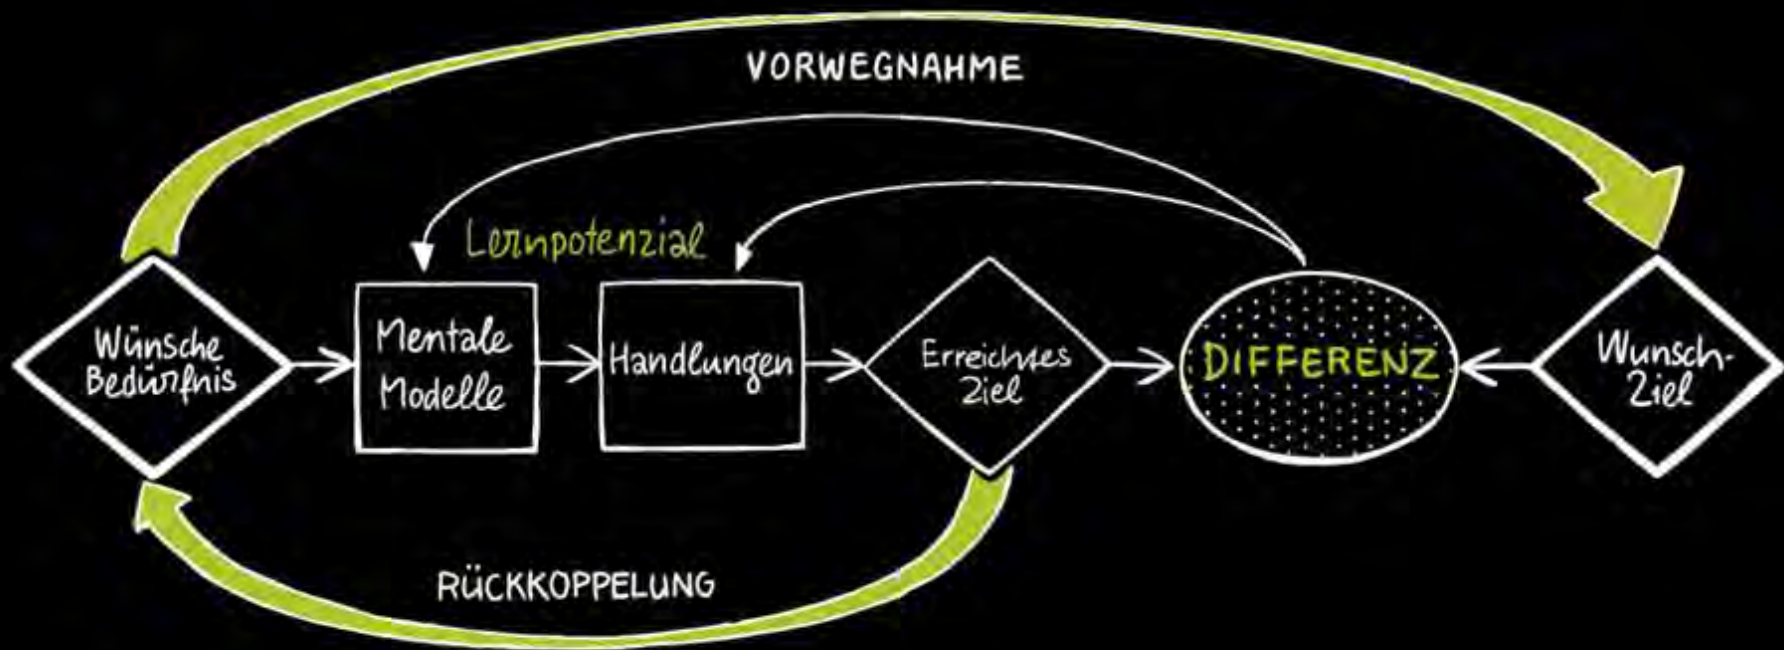 VORWEGNAHME
Lernpotenzial
Wünsche
Bedürfnis
Mentale
Modelle
Handlungen
Erreichtes
Ziel
DIFFERENZ
Wunsch-
Ziel
RÜCKKOPPELUNG